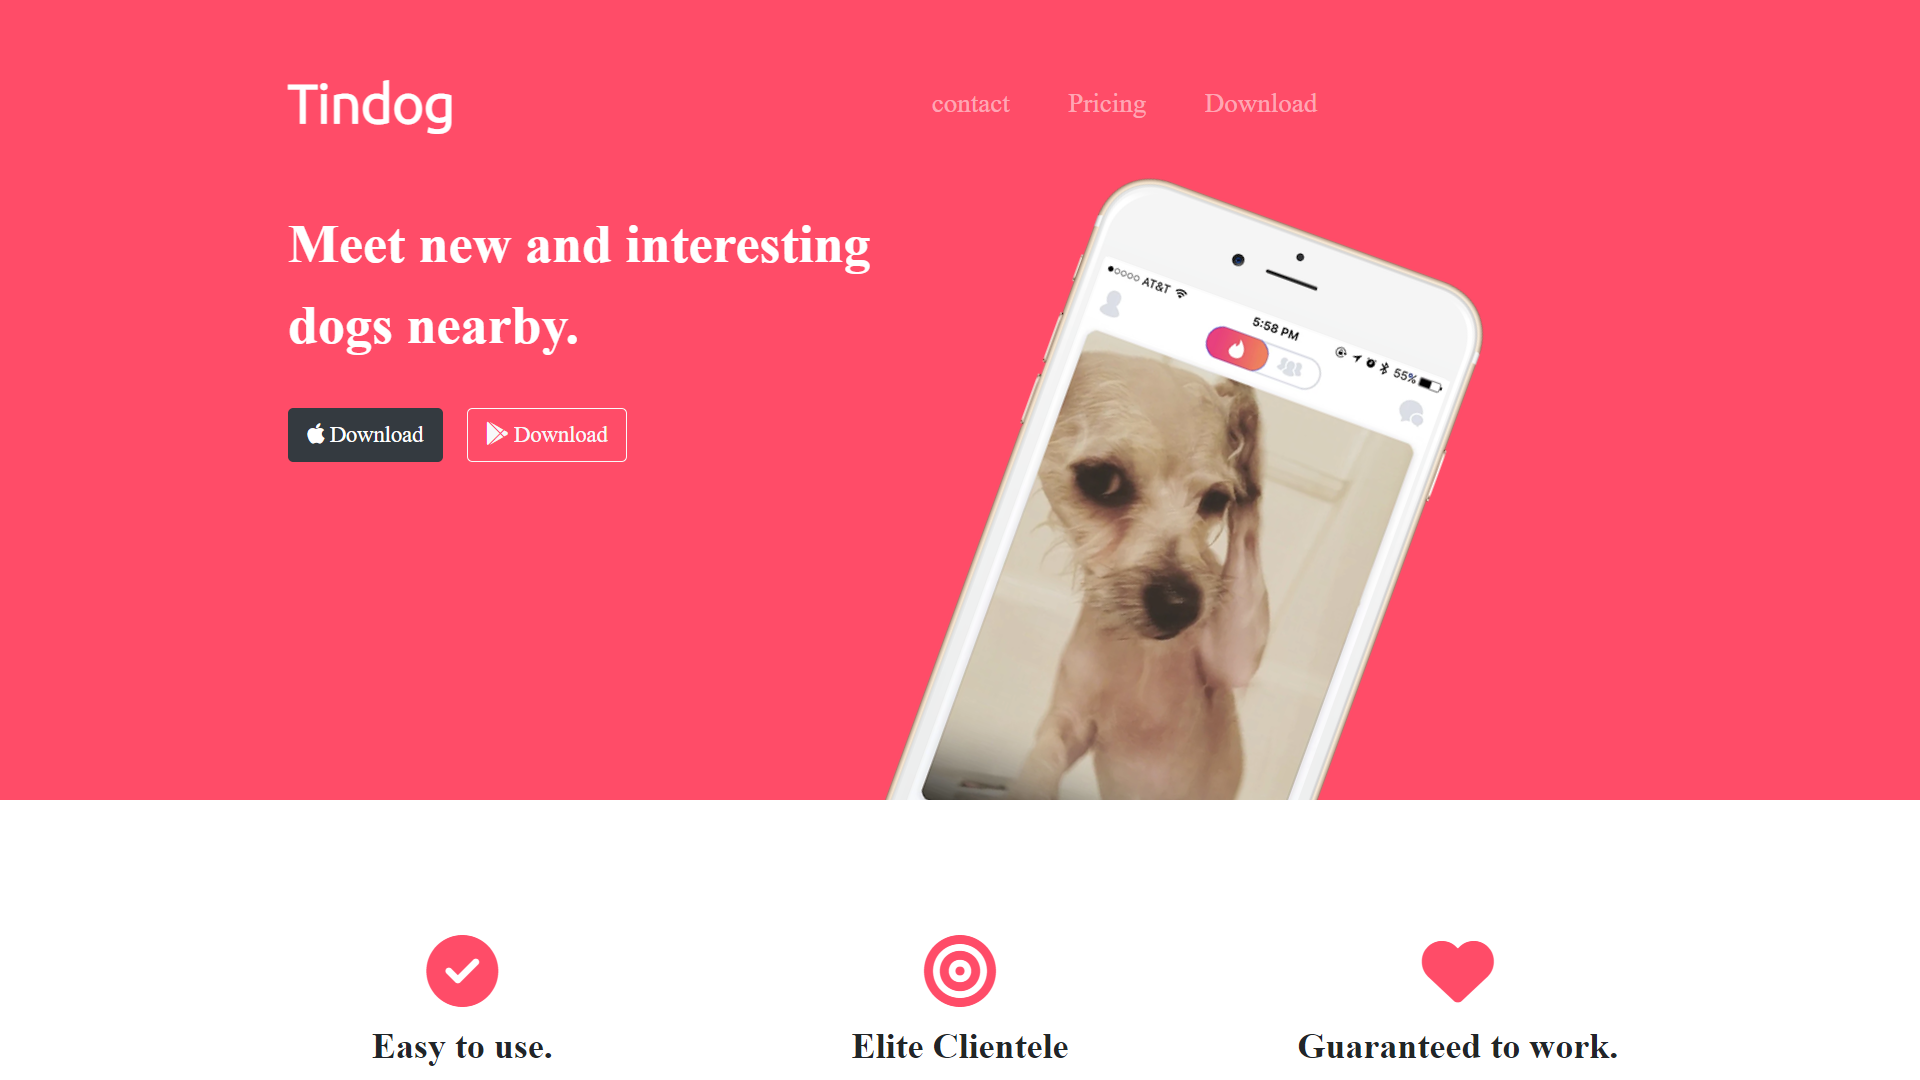 Tindog
contact Pricing Download
Meet new and interesting
dogs nearby.
Download Download
AT&T 5:58 PM 55%
Easy to use. Elite Clientele Guaranteed to work.